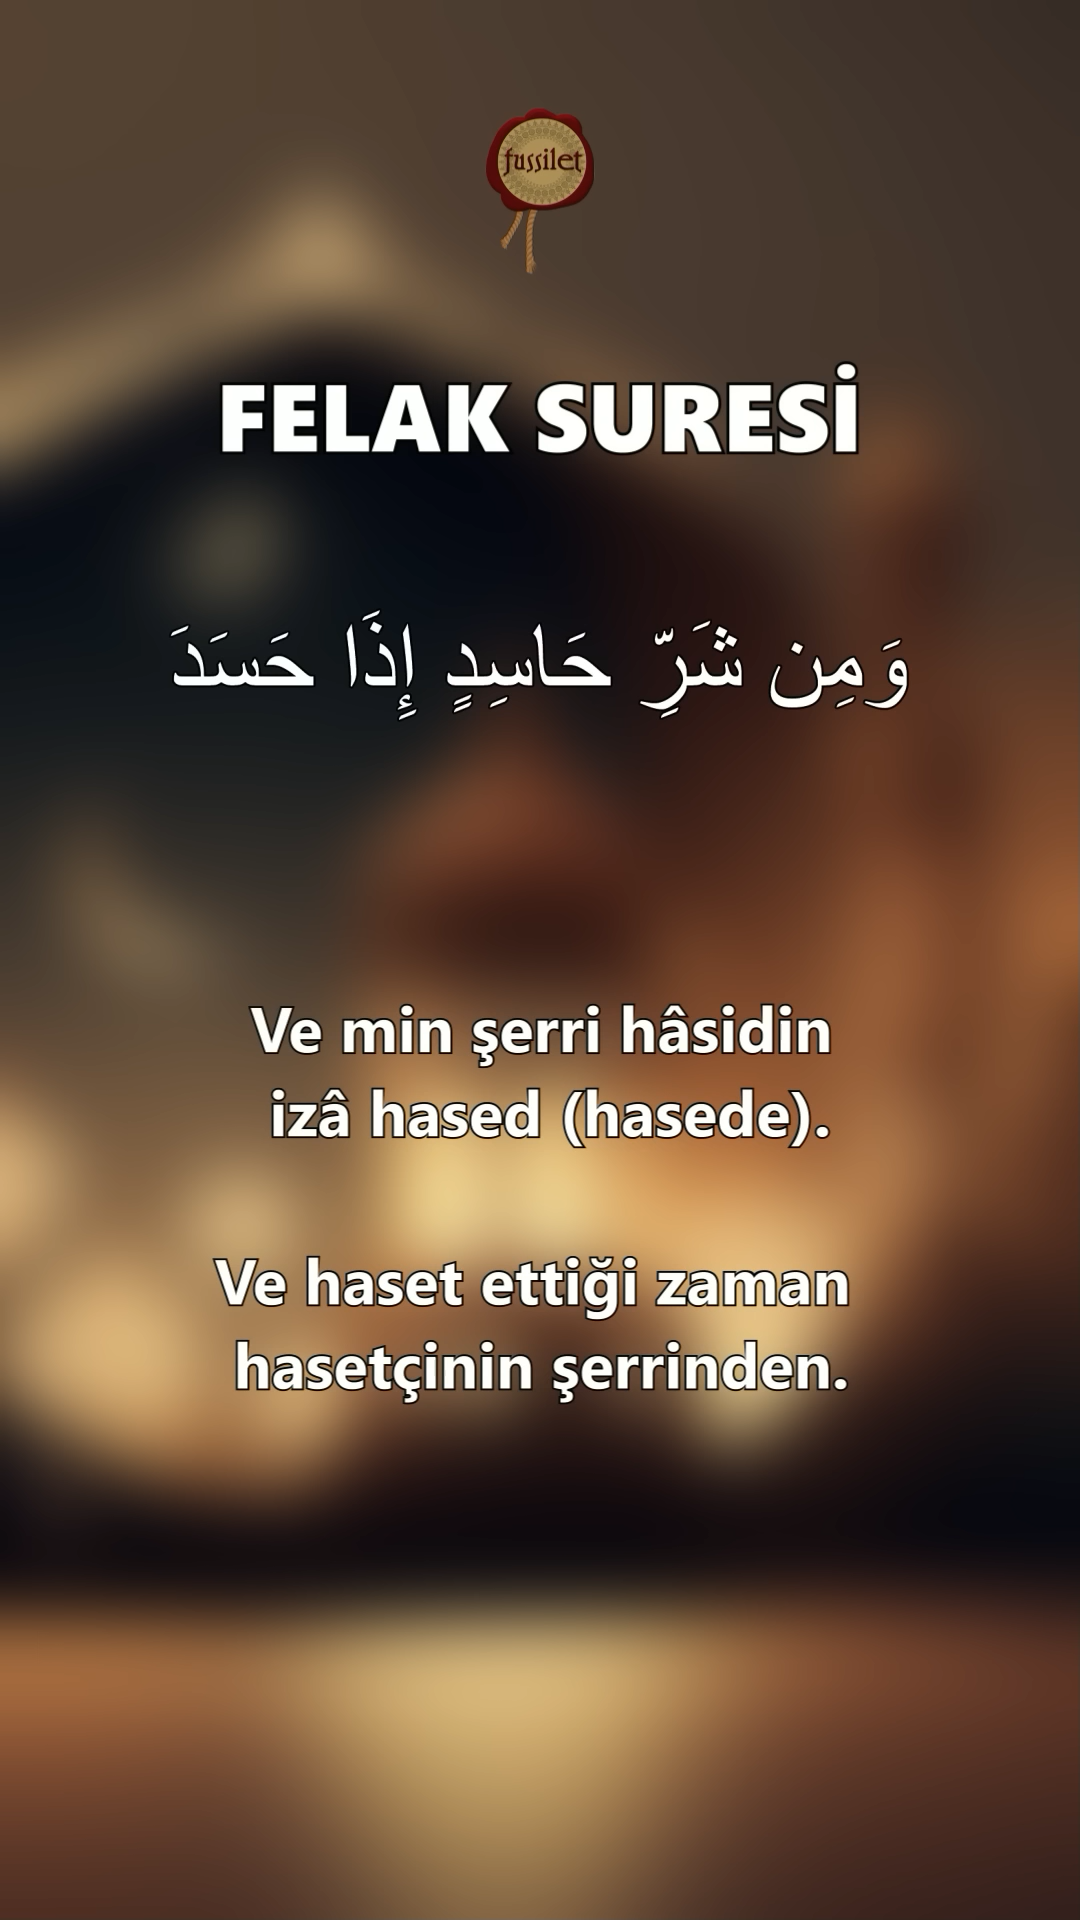 fussilet
FELAK SURESİ
وَمِن شَرِّ حَاسِدٍ إِذَا حَسَدَ
Ve min şerri hâsidin
izâ hased (hasede).
Ve haset ettiği zaman
hasetçinin şerrinden.